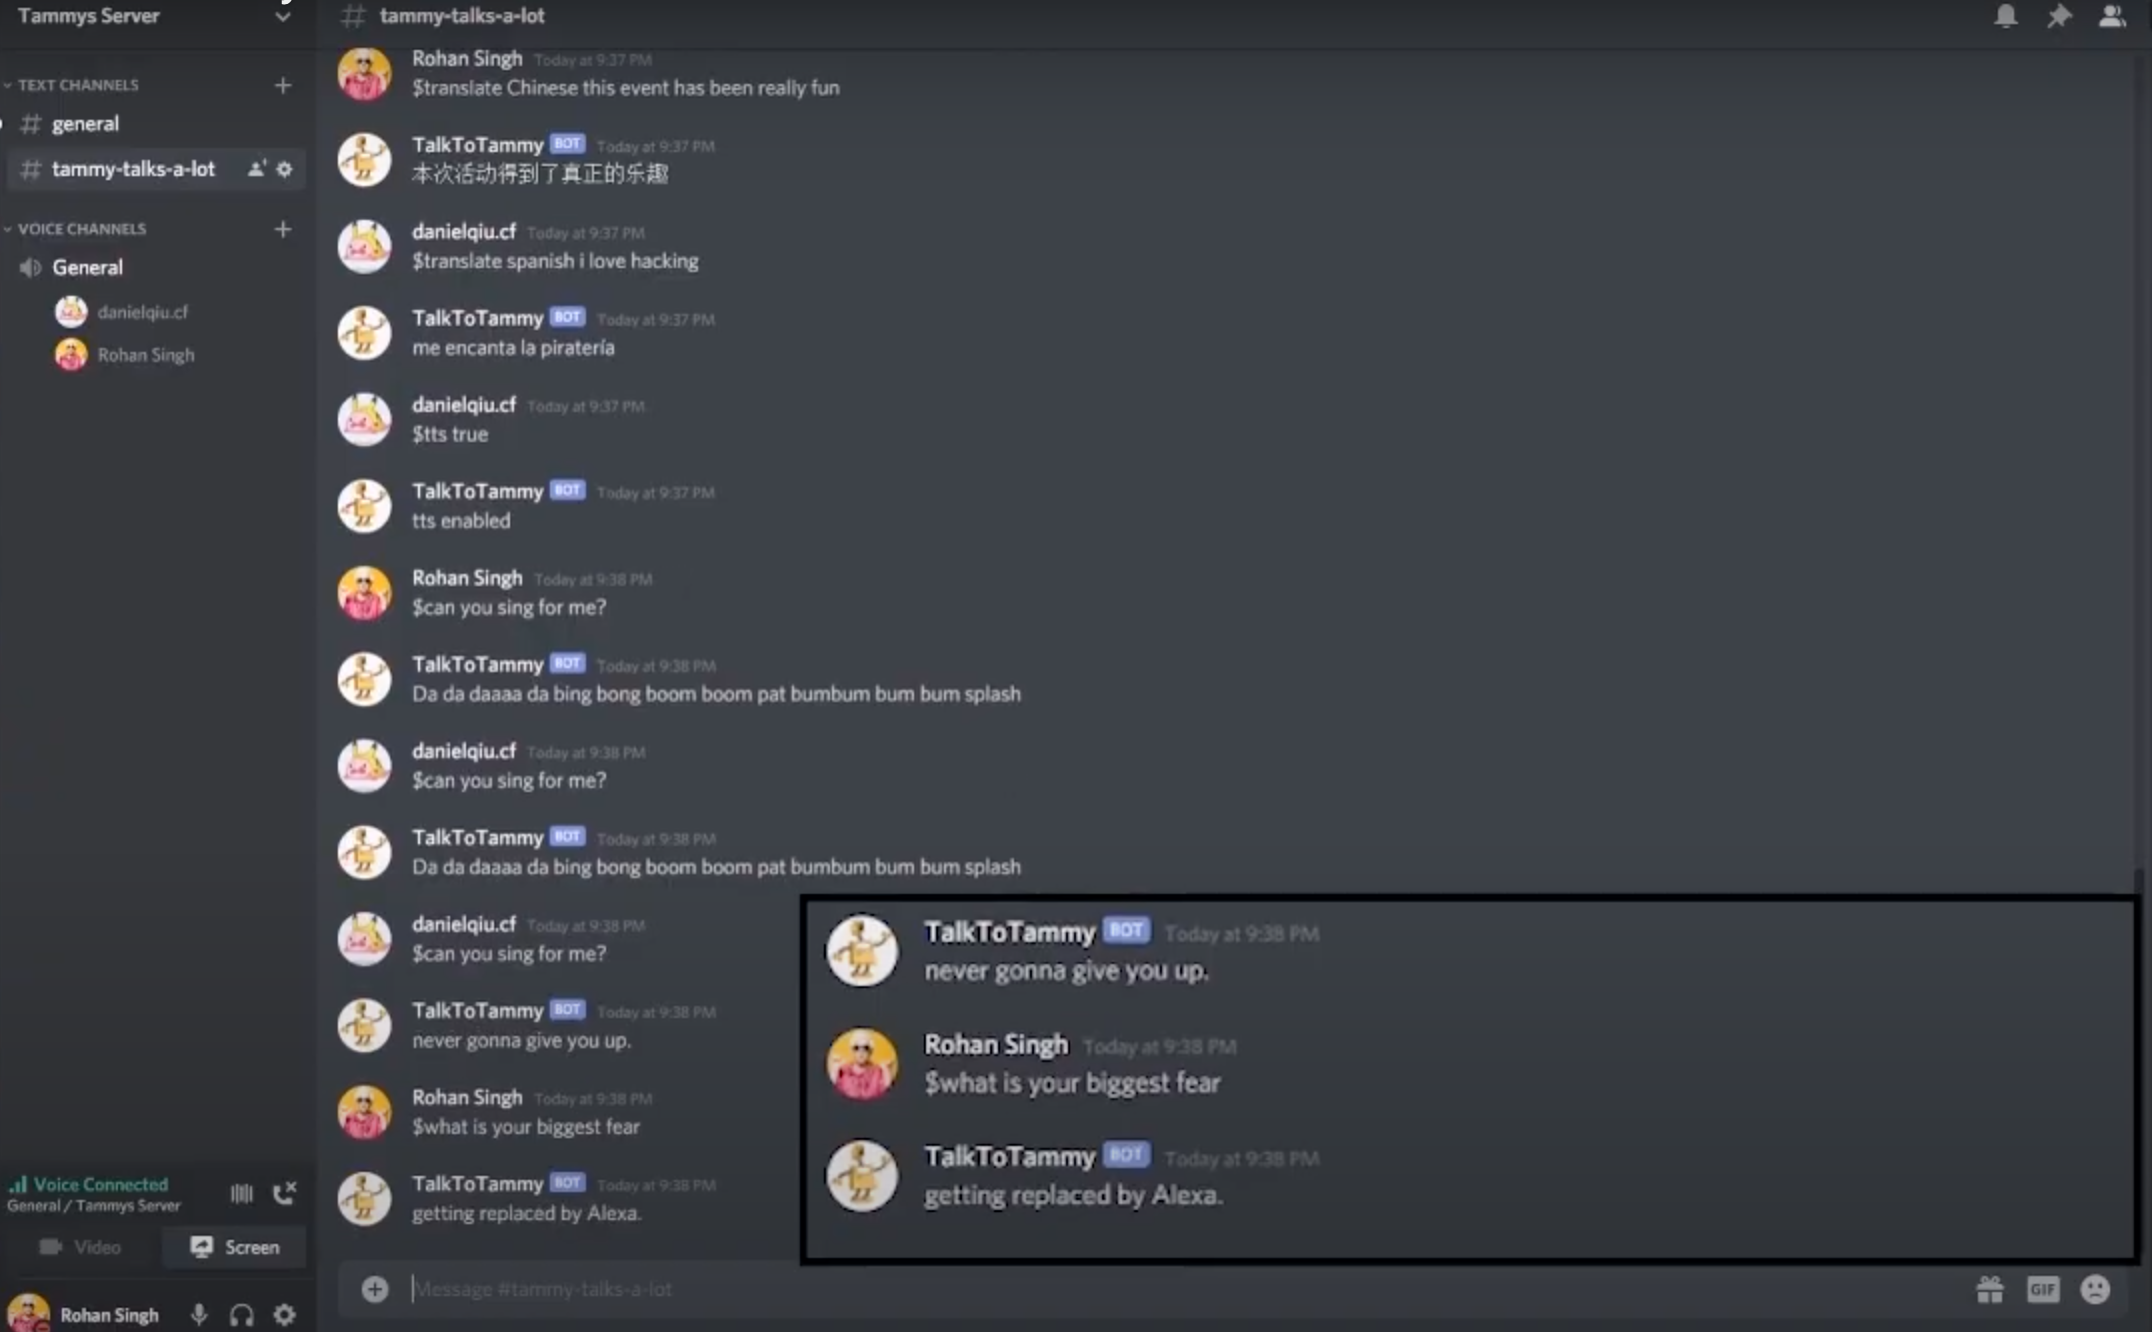 Tammys Server
TEXT CHANNELS
general
tammy-talks-a-lot
VOICE CHANNELS
General
danielqiu.cf
Rohan Singh
Voice Connected
General / Tammys Server
Video
Screen
Rohan Singh
# tammy-talks-a-lot
Rohan Singh Today at 9:37 PM
$translate Chinese this event has been really fun
TalkToTammy BOT Today at 9:37 PM
本次活动得到了真正的乐趣
danielqiu.cf Today at 9:37 PM
$translate spanish i love hacking
TalkToTammy BOT Today at 9:37 PM
me encanta la piratería
danielqiu.cf Today at 9:37 PM
$tts true
TalkToTammy BOT Today at 9:37 PM
tts enabled
Rohan Singh Today at 9:38 PM
$can you sing for me?
TalkToTammy BOT Today at 9:38 PM
Da da daaaa da bing bong boom boom pat bumbum bum bum splash
danielqiu.cf Today at 9:38 PM
$can you sing for me?
TalkToTammy BOT Today at 9:38 PM
Da da daaaa da bing bong boom boom pat bumbum bum bum splash
danielqiu.cf Today at 9:38 PM
$can you sing for me?
TalkToTammy BOT Today at 9:38 PM
never gonna give you up.
Rohan Singh Today at 9:38 PM
$what is your biggest fear
TalkToTammy BOT Today at 9:38 PM
getting replaced by Alexa.
TalkToTammy BOT Today at 9:38 PM
never gonna give you up.
Rohan Singh Today at 9:38 PM
$what is your biggest fear
TalkToTammy BOT Today at 9:38 PM
getting replaced by Alexa.
Message #tammy-talks-a-lot
GIF